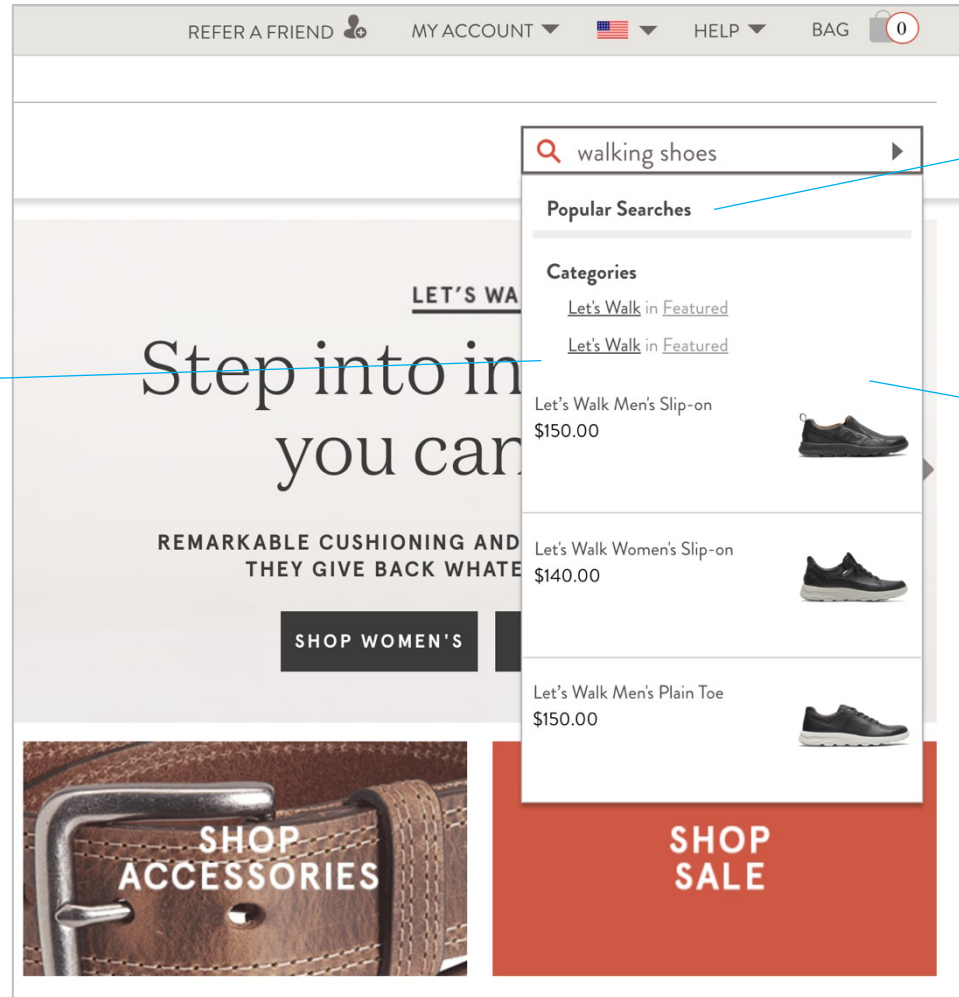 REFER A FRIEND MY ACCOUNT HELP BAG 0
walking shoes
Popular Searches
Categories
Let's Walk in Featured
Let's Walk in Featured
Let's Walk Men's Slip-on
$150.00
Let's Walk Women's Slip-on
$140.00
Let's Walk Men's Plain Toe
$150.00
LET'S WA
Step into in
you can
REMARKABLE CUSHIONING AND
THEY GIVE BACK WHATE
SHOP WOMEN'S
SHOP
ACCESSORIES
SHOP
SALE